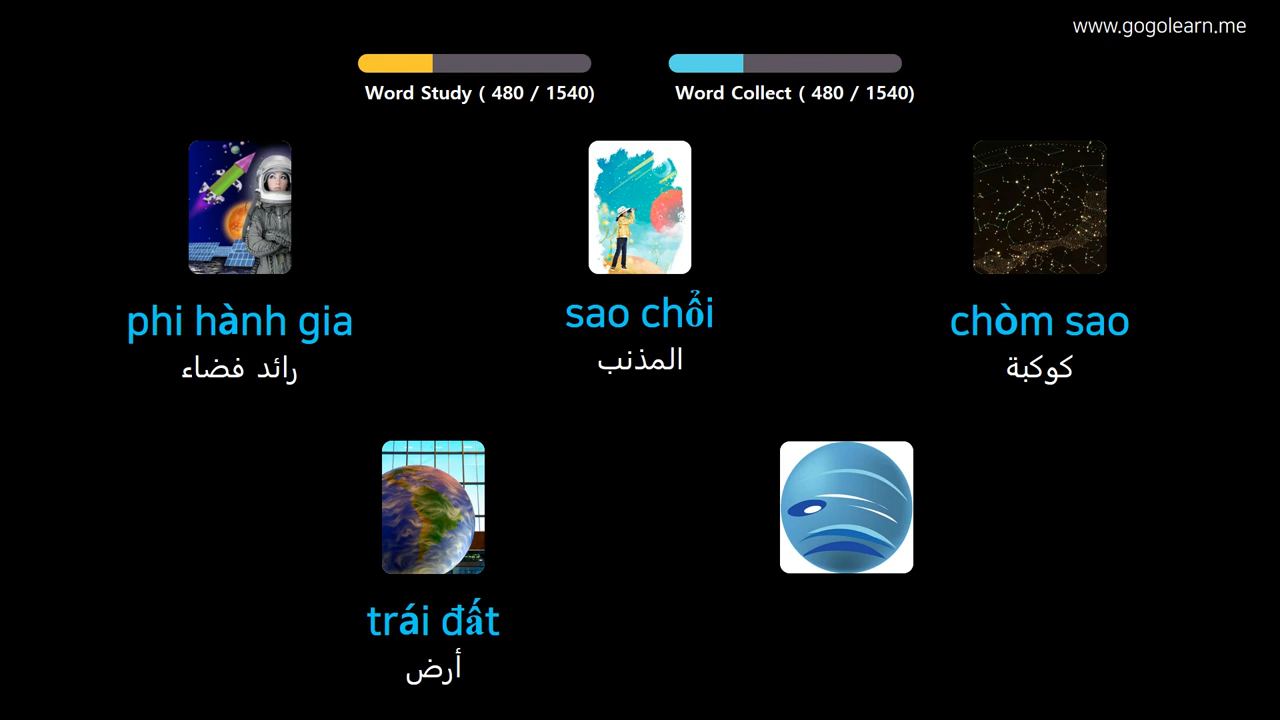 www.gogolearn.me
Word Study ( 480 / 1540)
Word Collect ( 480 / 1540)
phi hành gia
رائد فضاء
sao chổi
المذنب
chòm sao
كوكبة
trái đất
أرض